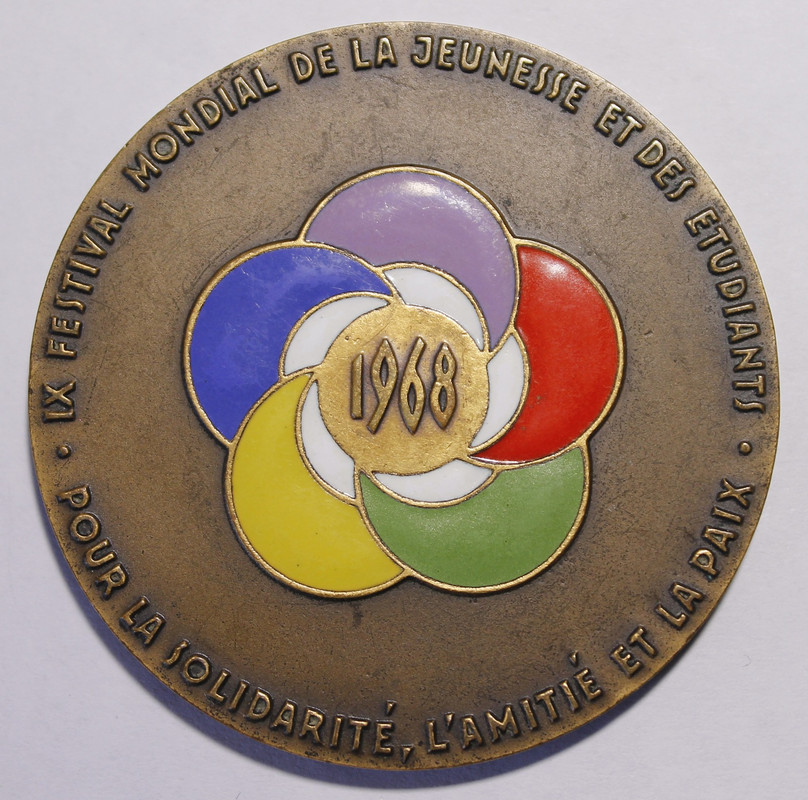 IX FESTIVAL MONDIAL DE LA JEUNESSE ET DES ETUDIANTS
1968
POUR LA SOLIDARITÉ, L'AMITIÉ ET LA PAIX